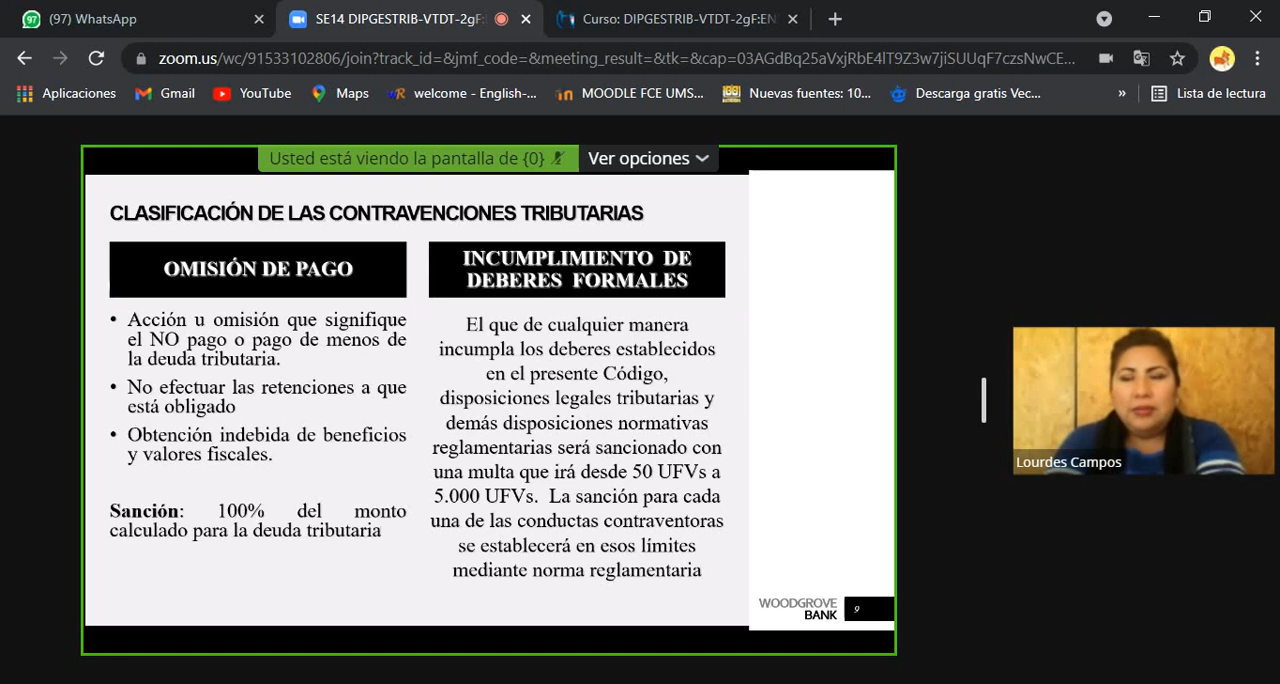 (97) WhatsApp
SE14 DIPGESTRIB-VTDT-2gF:
Curso: DIPGESTRIB-VTDT-2gF:EN
zoom.us/wc/91533102806/join?track_id=&jmf_code=&meeting_result=&tk=&cap=03AGdBq25aVxjRbE4lT9Z3w7jiSUUqF7czsNwCE...
Aplicaciones
Gmail
YouTube
Maps
welcome - English-...
MOODLE FCE UMS...
Nuevas fuentes: 10...
Descarga gratis Vec...
»
Lista de lectura
Usted está viendo la pantalla de {0}
Ver opciones
CLASIFICACIÓN DE LAS CONTRAVENCIONES TRIBUTARIAS
OMISIÓN DE PAGO
• Acción u omisión que signifique
el NO pago o pago de menos de
la deuda tributaria.
• No efectuar las retenciones a que
está obligado
• Obtención indebida de beneficios
y valores fiscales.
Sanción: 100% del monto
calculado para la deuda tributaria
INCUMPLIMIENTO DE
DEBERES FORMALES
El que de cualquier manera
incumpla los deberes establecidos
en el presente Código,
disposiciones legales tributarias y
demás disposiciones normativas
reglamentarias será sancionado con
una multa que irá desde 50 UFVs a
5.000 UFVs. La sanción para cada
una de las conductas contraventoras
se establecerá en esos límites
mediante norma reglamentaria
WOODGROVE
BANK
9
Lourdes Campos